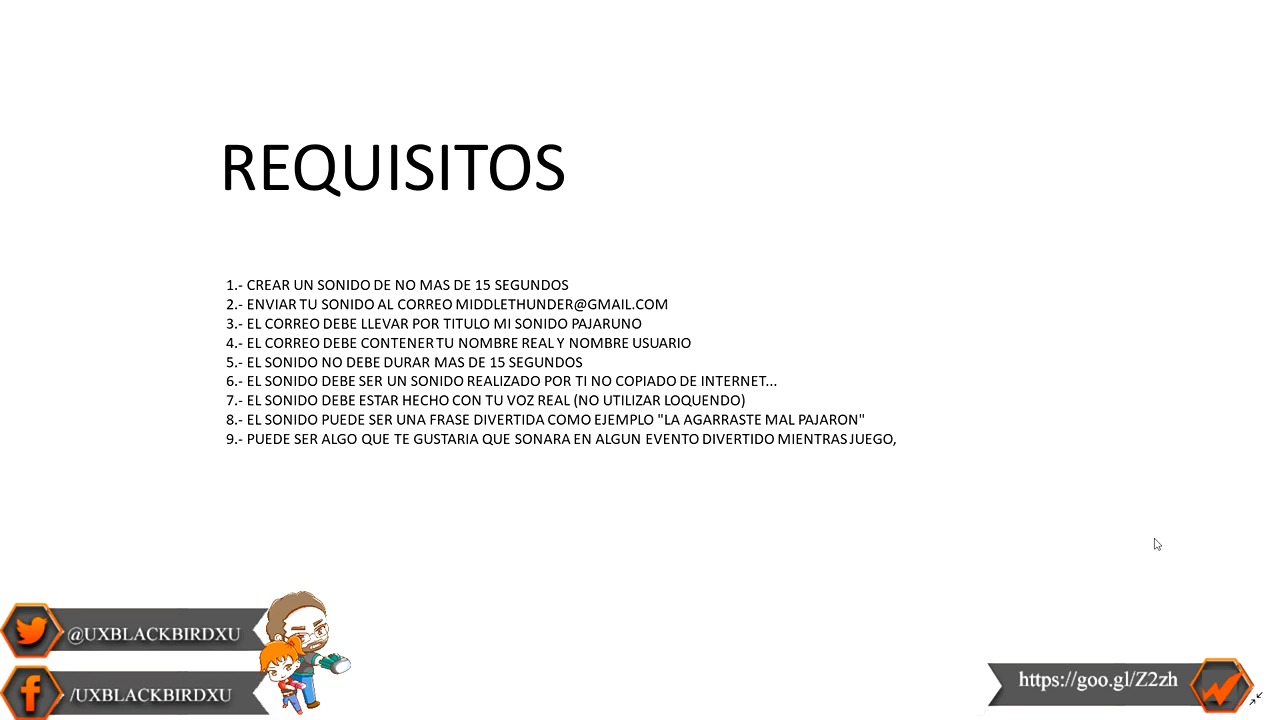 REQUISITOS
1.- CREAR UN SONIDO DE NO MAS DE 15 SEGUNDOS
2.- ENVIAR TU SONIDO AL CORREO MIDDLETHUNDER@GMAIL.COM
3.- EL CORREO DEBE LLEVAR POR TITULO MI SONIDO PAJARUNO
4.- EL CORREO DEBE CONTENER TU NOMBRE REAL Y NOMBRE USUARIO
5.- EL SONIDO NO DEBE DURAR MAS DE 15 SEGUNDOS
6.- EL SONIDO DEBE SER UN SONIDO REALIZADO POR TI NO COPIADO DE INTERNET...
7.- EL SONIDO DEBE ESTAR HECHO CON TU VOZ REAL (NO UTILIZAR LOQUENDO)
8.- EL SONIDO PUEDE SER UNA FRASE DIVERTIDA COMO EJEMPLO "LA AGARRASTE MAL PAJARON"
9.- PUEDE SER ALGO QUE TE GUSTARIA QUE SONARA EN ALGUN EVENTO DIVERTIDO MIENTRAS JUEGO,
@UXBLACKBIRDXU
/UXBLACKBIRDXU
https://goo.gl/Z2zh